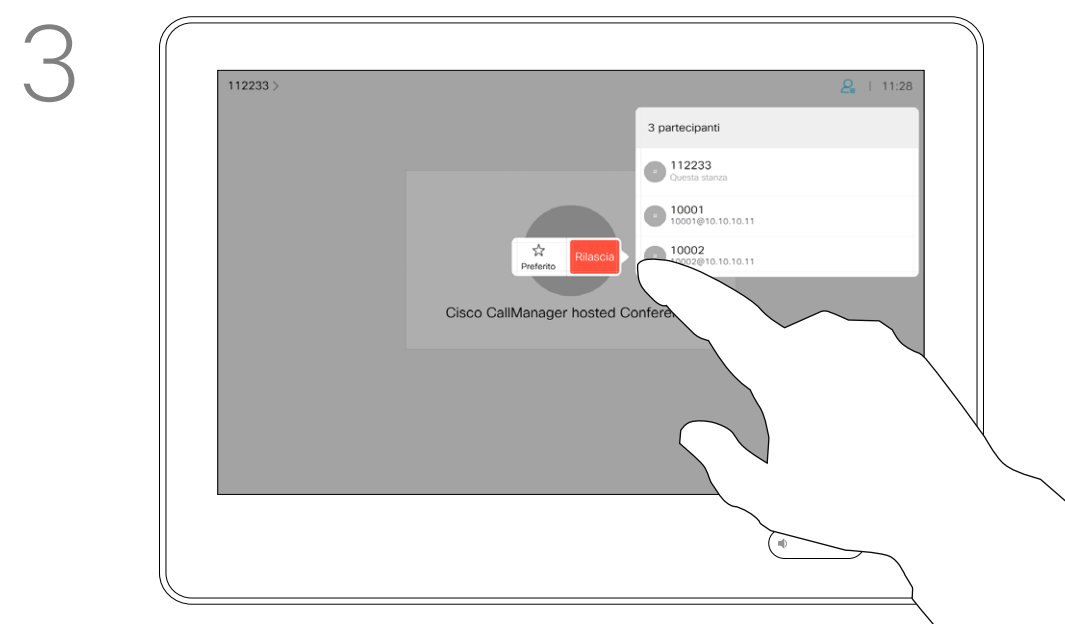 3
112233 >
| 11:28
3 partecipanti
112233
Questa stanza
10001
10001@10.10.10.11
10002
10002@10.10.10.11
Preferito
Rilascia
Cisco CallManager hosted